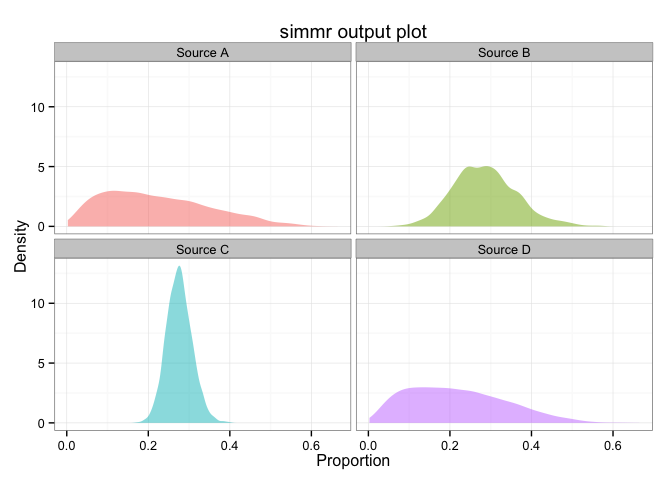 simmr output plot
Source A
Source B
10
5
0
Density
Source C
Source D
10
5
0
0.0 0.2 0.4 0.6 0.0 0.2 0.4 0.6
Proportion